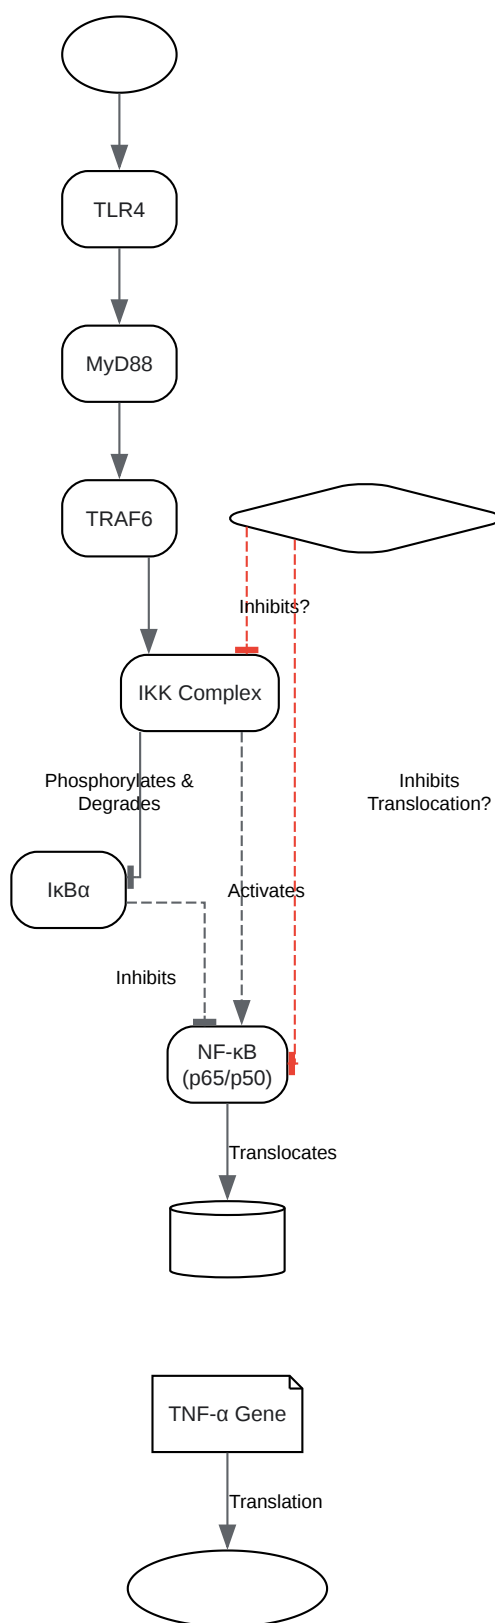 TLR4
MyD88
TRAF6
Inhibits?
IKK Complex
Phosphorylates &
Degrades
Inhibits
Translocation?
IκBα
Activates
Inhibits
NF-κB
(p65/p50)
Translocates
TNF-α Gene
Translation